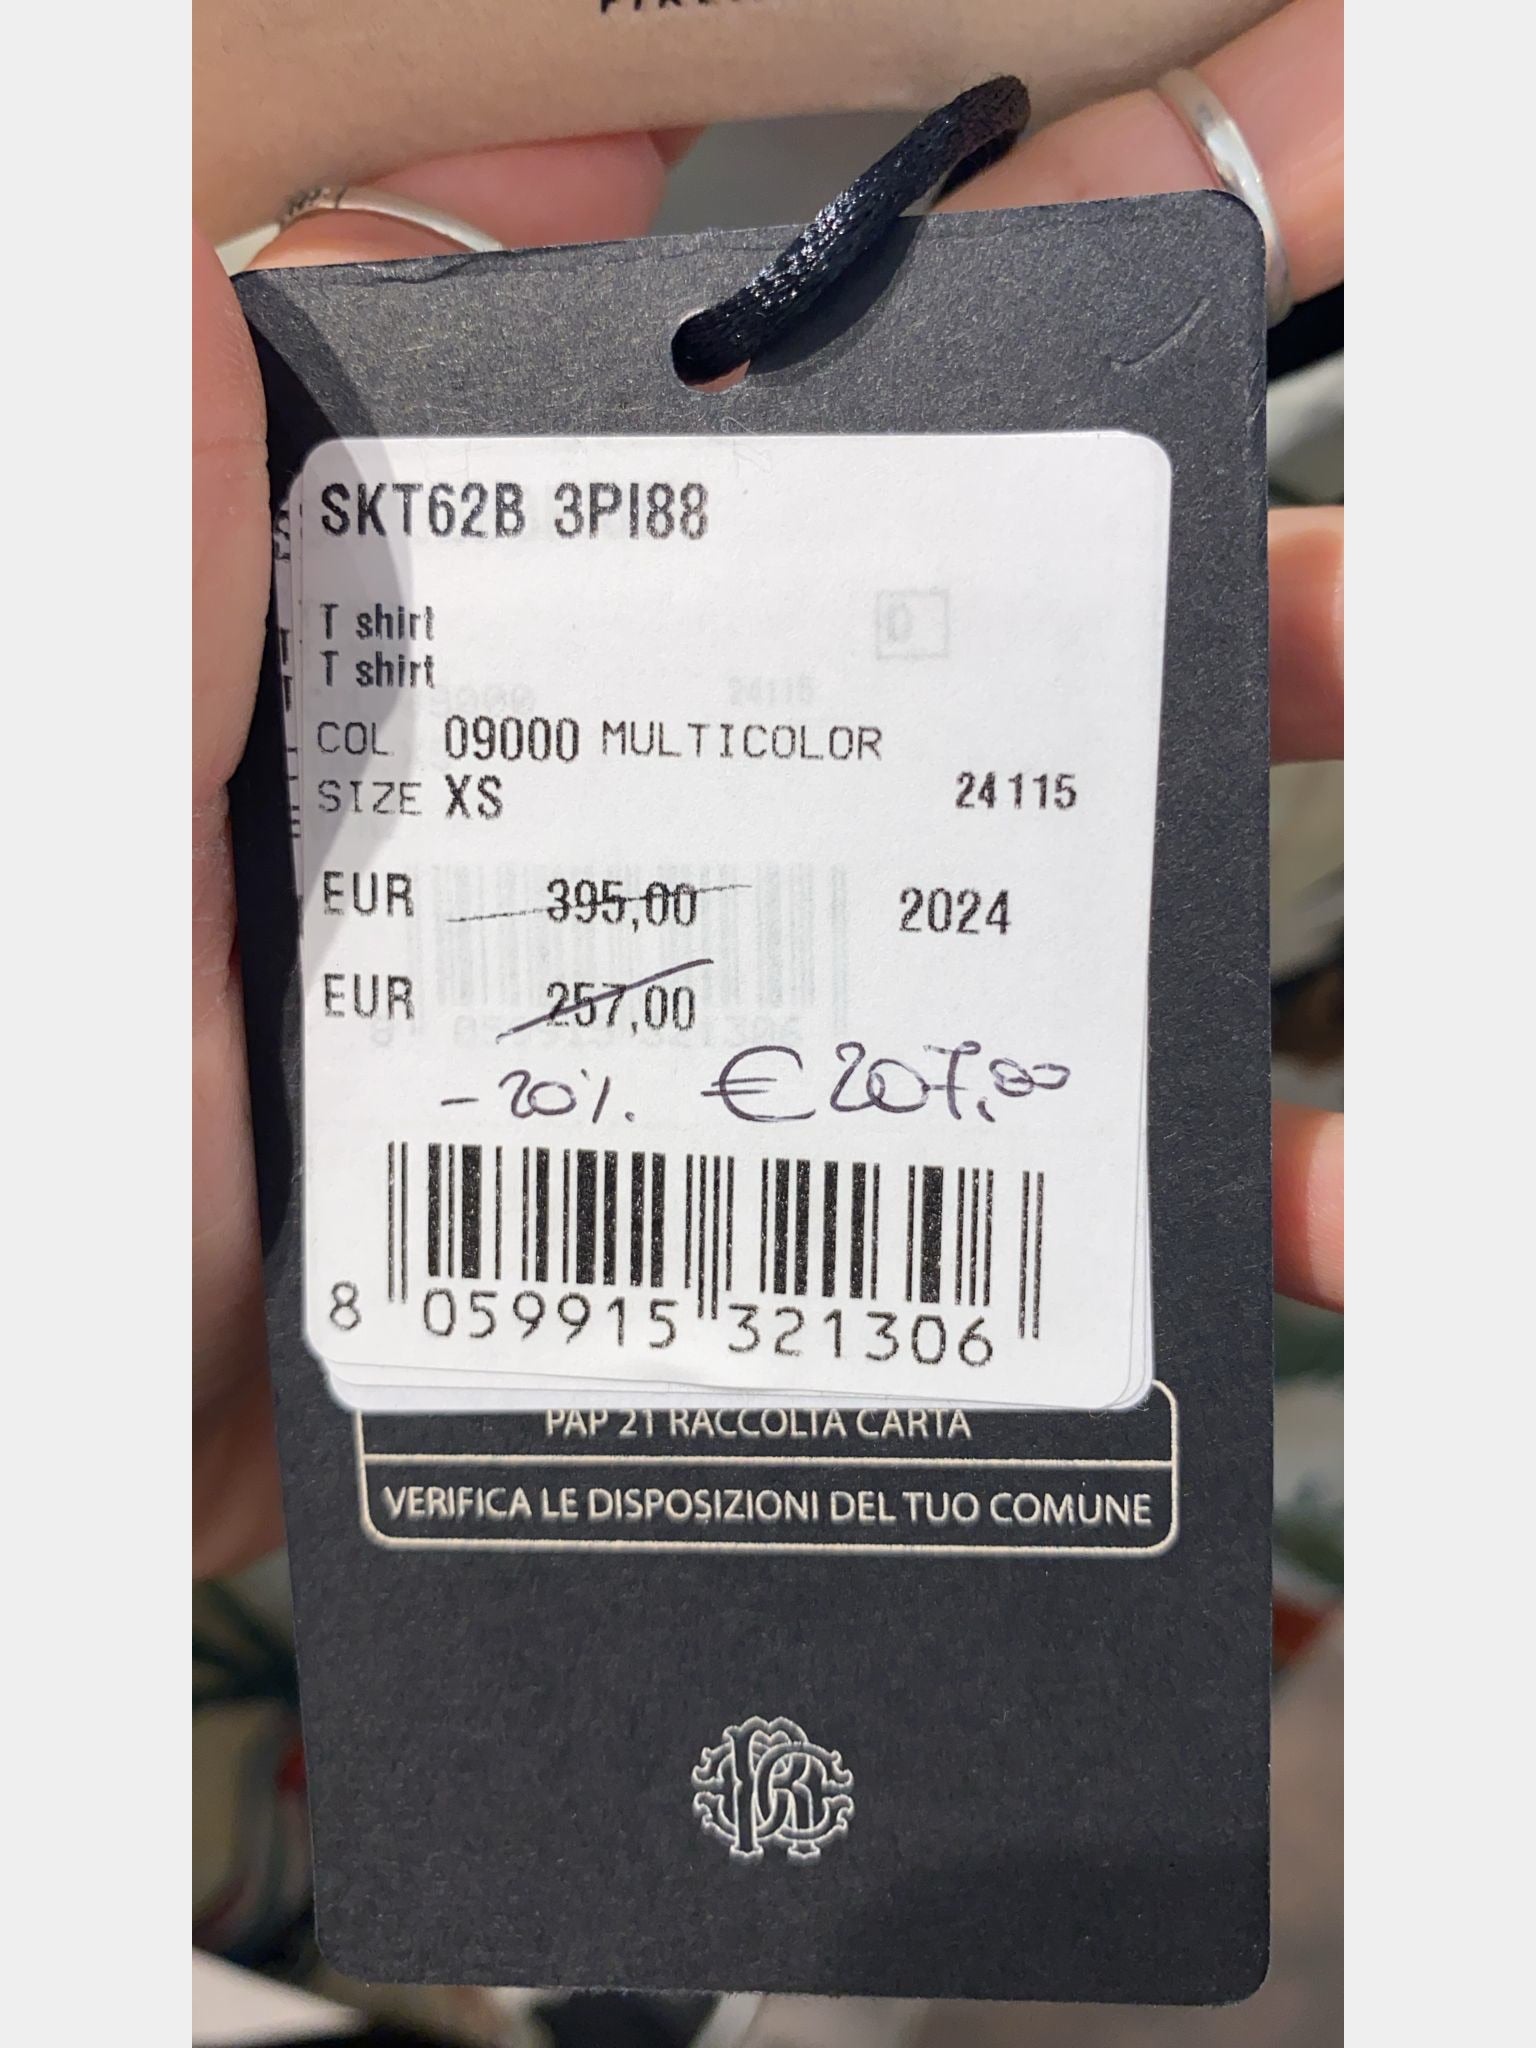 SKT62B 3PI88
T shirt
T shirt
COL 09000 MULTICOLOR
SIZE XS 24115
EUR 395,00 2024
EUR 257,00
- 20%. € 207,00
8 059915 321306
PAP 21 RACCOLTA CARTA
VERIFICA LE DISPOSIZIONI DEL TUO COMUNE